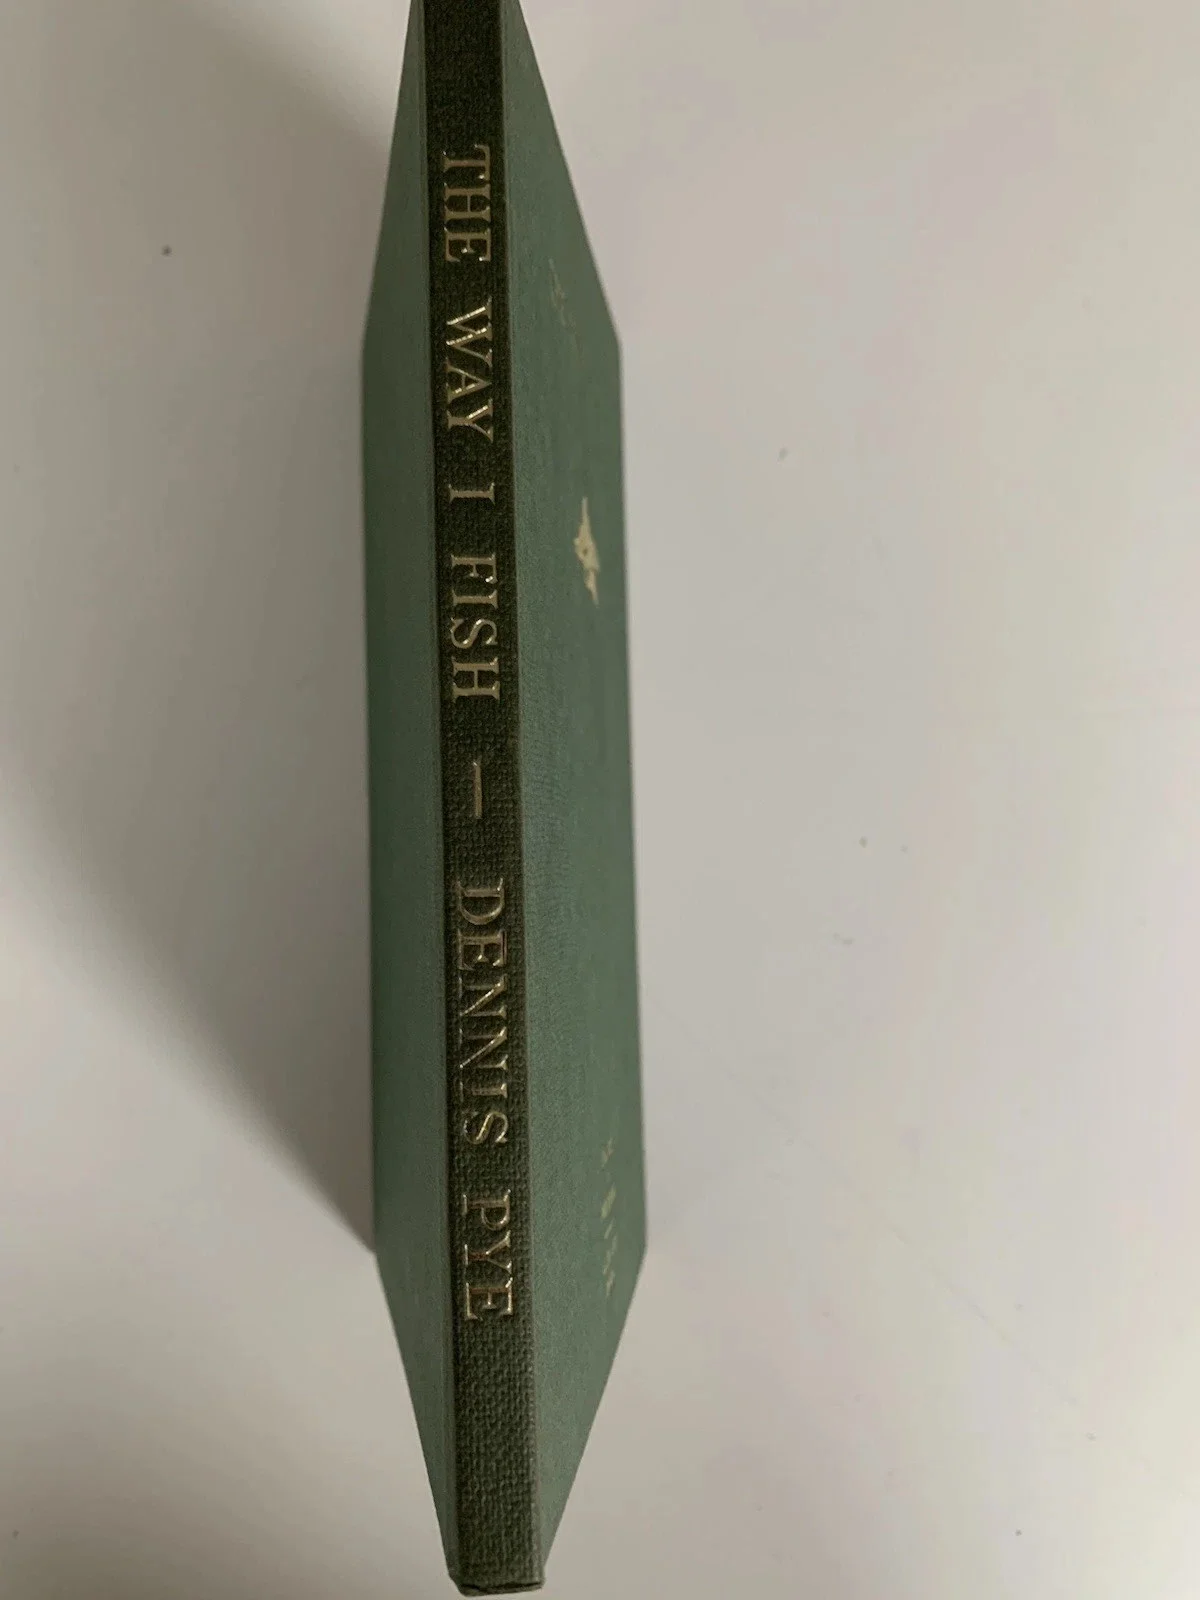 THE WAY I FISH — DENNIS PYE